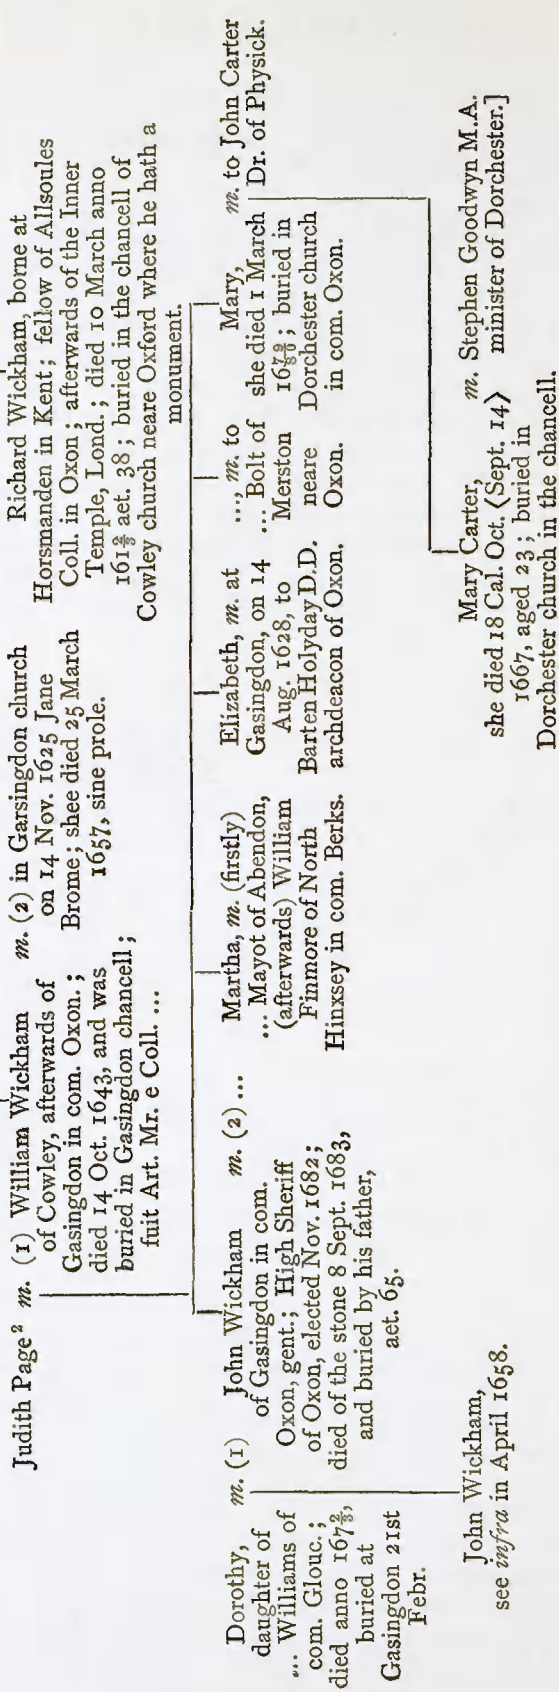 Judith Page²
m. (1) William Wickham
of Cowley, afterwards of
Gasingdon in com. Oxon.;
died 14 Oct. 1643, and was
buried in Gasingdon chancell;
fuit Art. Mr. e Coll. ...
m. (2) in Garsingdon church
on 14 Nov. 1625 Jane
Brome; shee died 25 March
1657, sine prole.
Richard Wickham, borne at
Horsmanden in Kent; fellow of Allsoules
Coll. in Oxon; afterwards of the Inner
Temple, Lond.; died 10 March anno
aet. 38; buried in the chancell of
Cowley church neare Oxford where he hath a
monument.
Dorothy,
daughter of
... Williams of
com. Glouc.;
died anno 167⅔,
buried at
Gasingdon 21st
Febr.
m. (1)
John Wickham
of Gasingdon in com.
Oxon, gent.; High Sheriff
of Oxon, elected Nov. 1682;
died of the stone 8 Sept. 1683,
and buried by his father,
aet. 65.
m. (2) ...
Martha, m. (firstly)
... Mayot of Abendon,
(afterwards) William
Finmore of North
Hinxsey in com. Berks.
Elizabeth, m. at
Gasingdon, on 14
Aug. 1628, to
Barten Holyday D.D.
archdeacon of Oxon.
..., m. to
... Bolt of
Merston
neare
Oxon.
Mary,
she died 1 March
16 79/80; buried in
Dorchester church
in com. Oxon.
m. to John Carter
Dr. of Physick.
John Wickham,
see infra in April 1658.
Mary Carter,
she died 18 Cal. Oct. ⟨Sept. 14⟩
1667, aged 23; buried in
Dorchester church in the chancell.
m. Stephen Goodwyn M.A.
minister of Dorchester.]